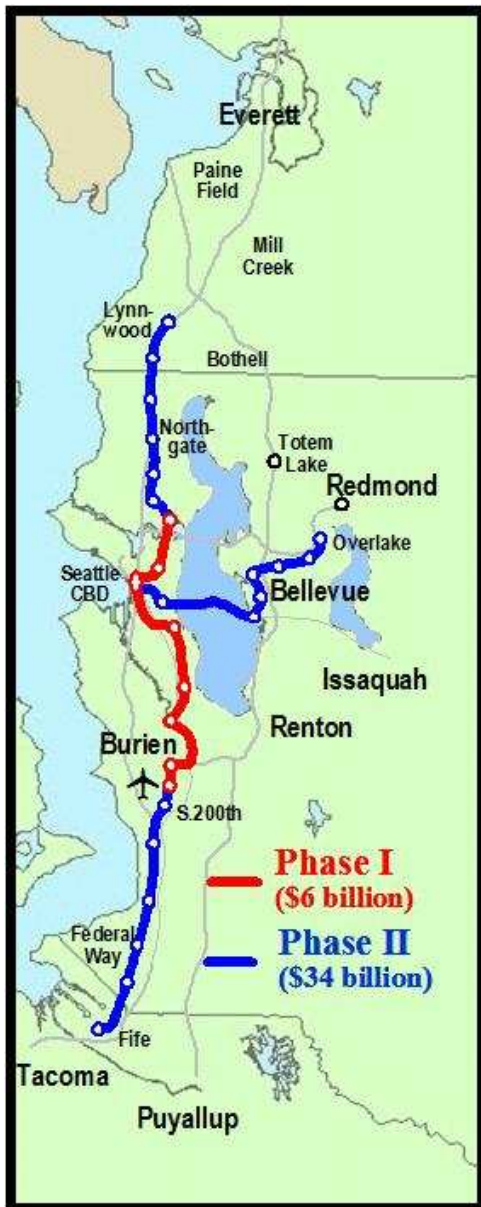 Everett
Paine
Field
Mill
Creek
Lynn-
wood
Bothell
North-
gate
Totem
Lake
Redmond
Overlake
Seattle
CBD
Bellevue
Issaquah
Renton
Burien
S.200th
Phase I
($6 billion)
Phase II
($34 billion)
Federal
Way
Fife
Tacoma
Puyallup